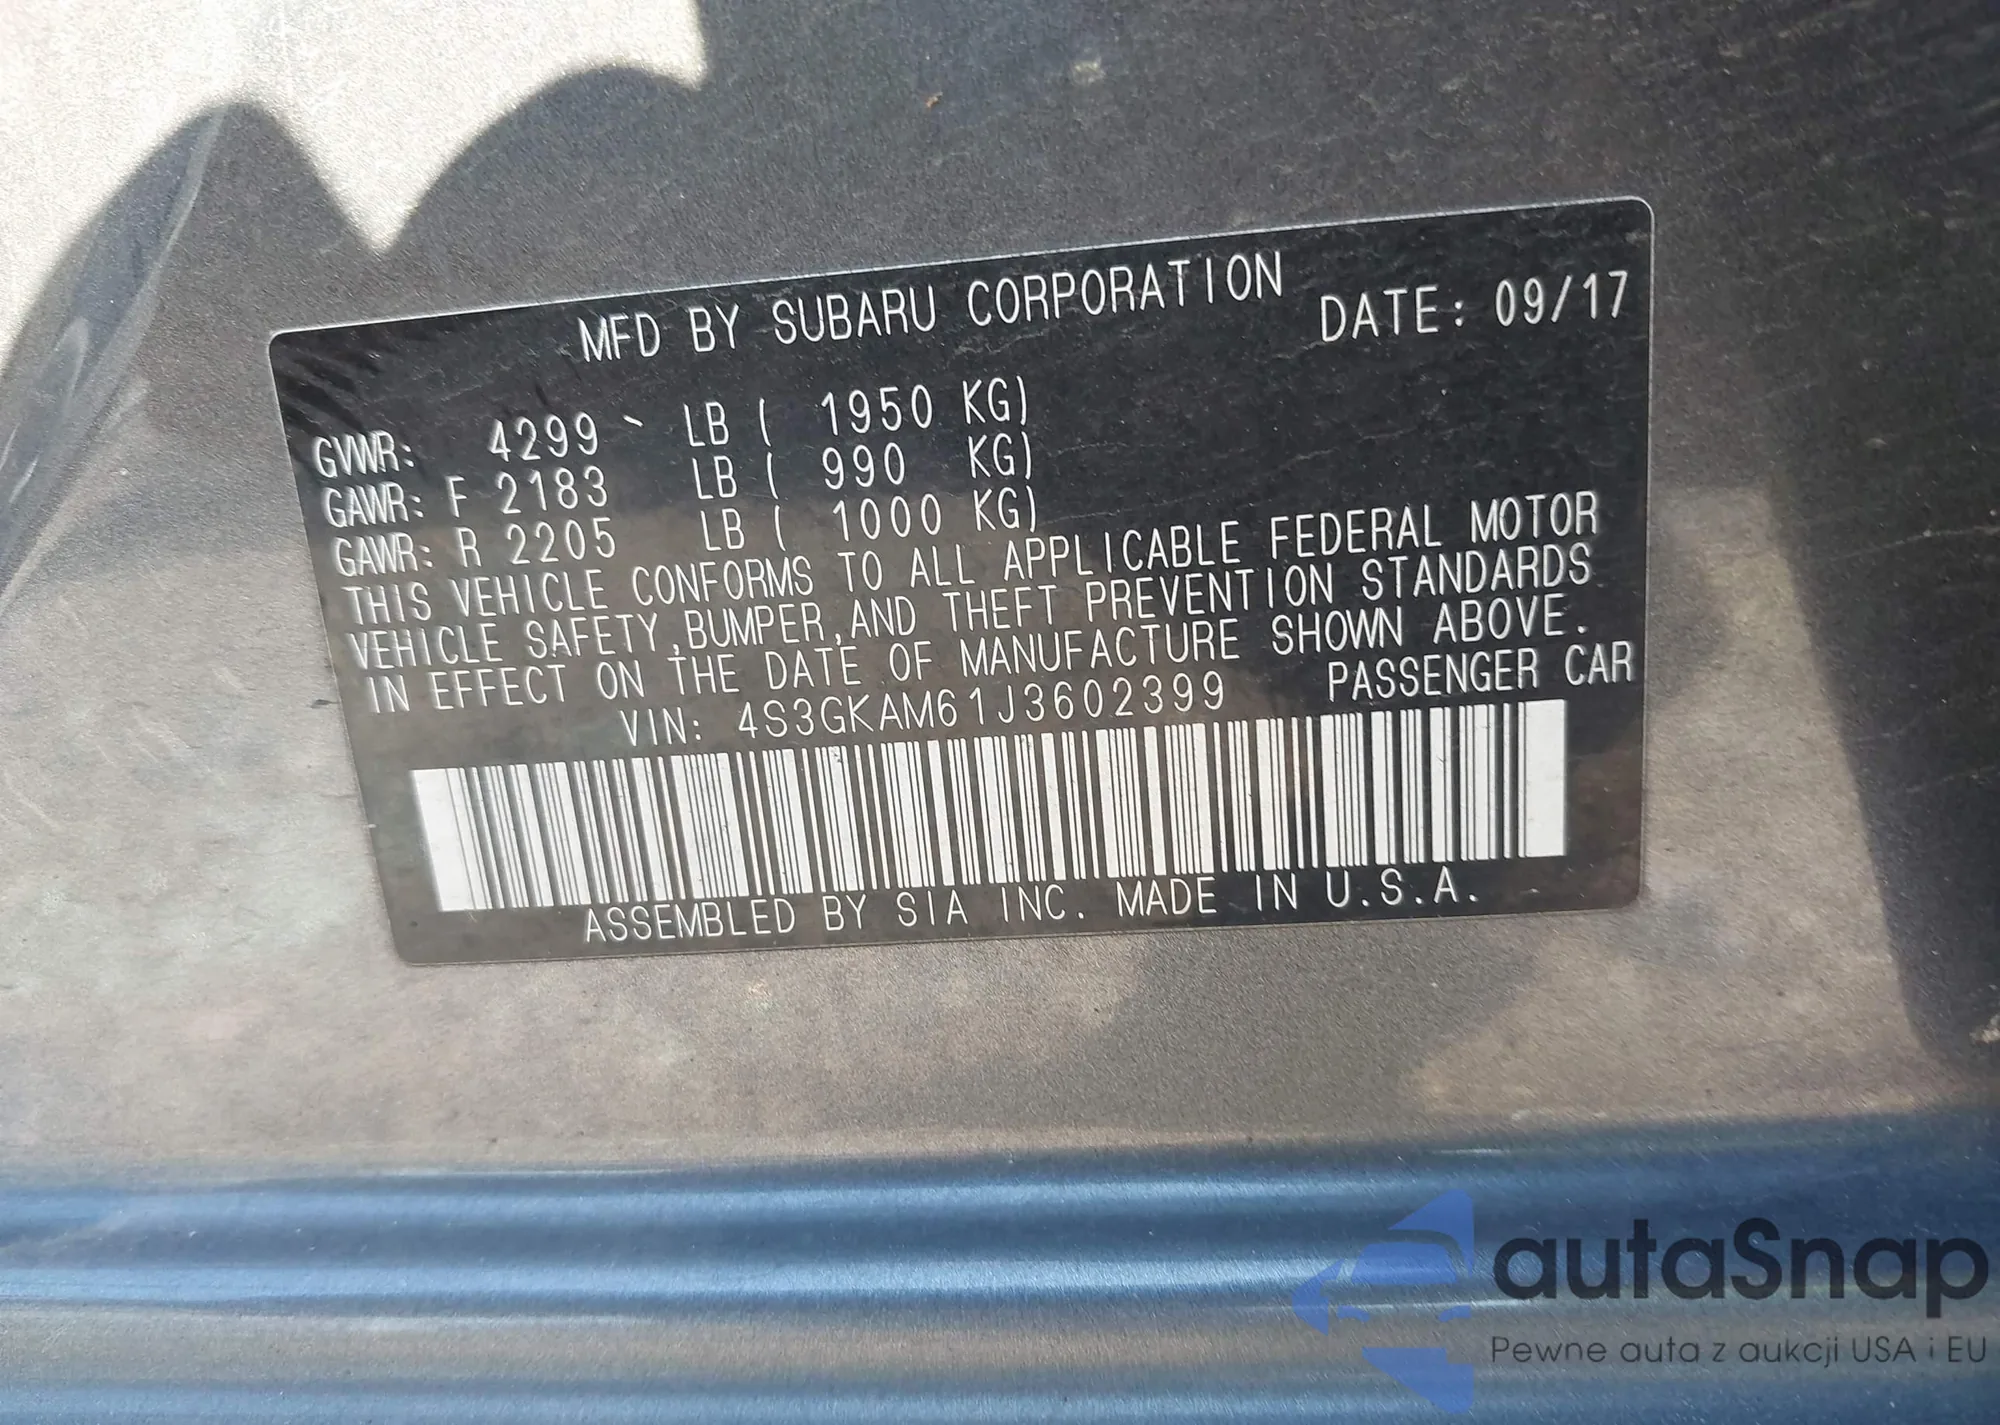 MFD BY SUBARU CORPORATION DATE: 09/17
GVWR: 4299 LB ( 1950 KG)
GAWR: F 2183 LB ( 990 KG)
GAWR: R 2205 LB ( 1000 KG)
THIS VEHICLE CONFORMS TO ALL APPLICABLE FEDERAL MOTOR
VEHICLE SAFETY,BUMPER,AND THEFT PREVENTION STANDARDS
IN EFFECT ON THE DATE OF MANUFACTURE SHOWN ABOVE.
VIN: 4S3GKAM61J3602399 PASSENGER CAR
ASSEMBLED BY SIA INC. MADE IN U.S.A.
autaSnap
Pewne auta z aukcji USA i EU